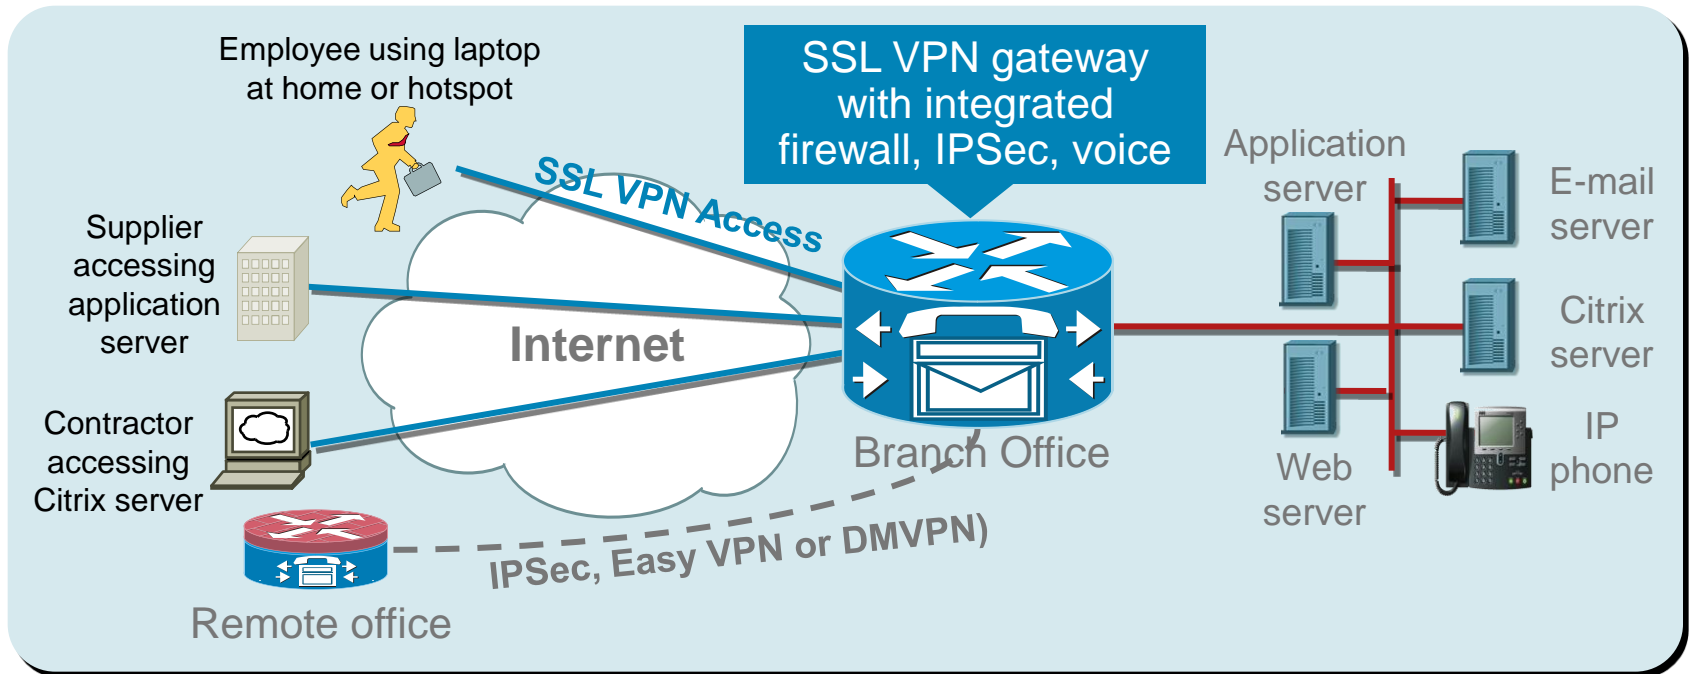 Employee using laptop
at home or hotspot
SSL VPN gateway
with integrated
firewall, IPSec, voice
SSL VPN Access
Supplier
accessing
application
server
Internet
Contractor
accessing
Citrix server
Branch Office
IPSec, Easy VPN or DMVPN)
Remote office
Application
server
E-mail
server
Citrix
server
Web
server
IP
phone